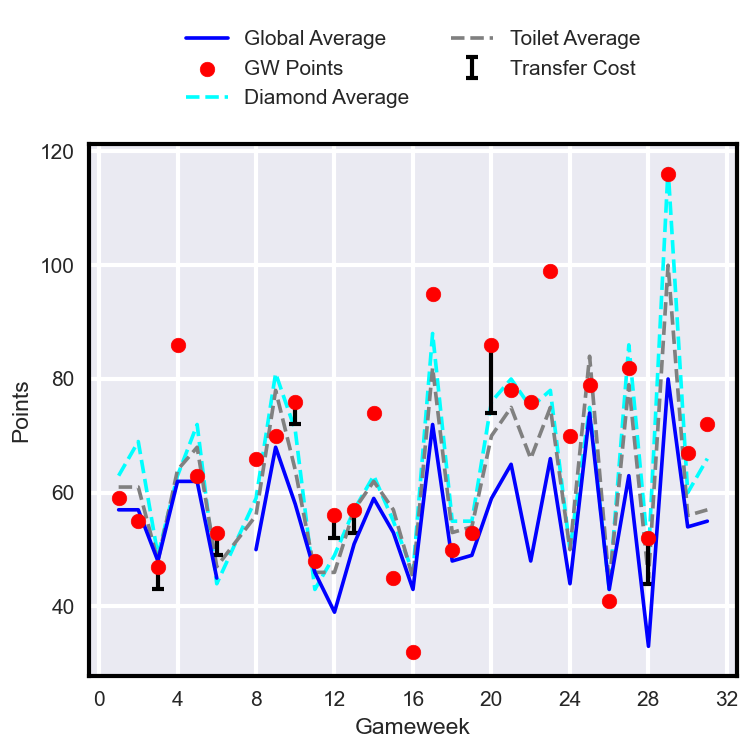 Global Average
GW Points
Diamond Average
Toilet Average
Transfer Cost
120
100
80
60
40
Points
0 4 8 12 16 20 24 28 32
Gameweek